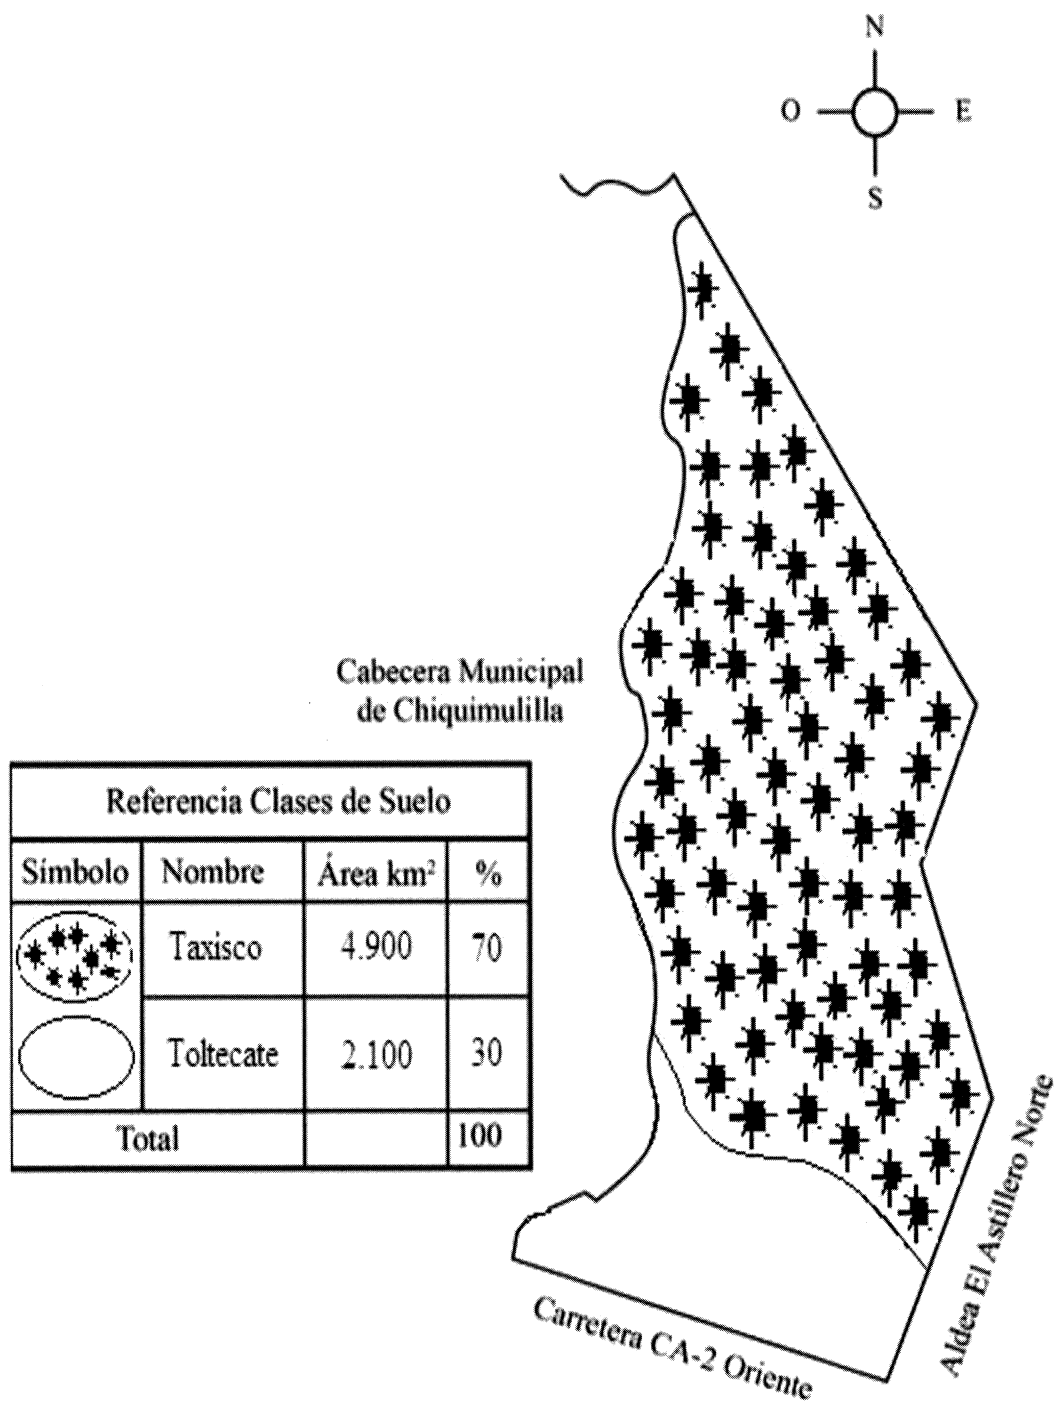 N
O E
S
Cabecera Municipal
de Chiquimulilla
Referencia Clases de Suelo
Símbolo Nombre Área km² %
Taxisco 4.900 70
Toltecate 2.100 30
Total 100
Carretera CA-2 Oriente
Aldea El Astillero Norte